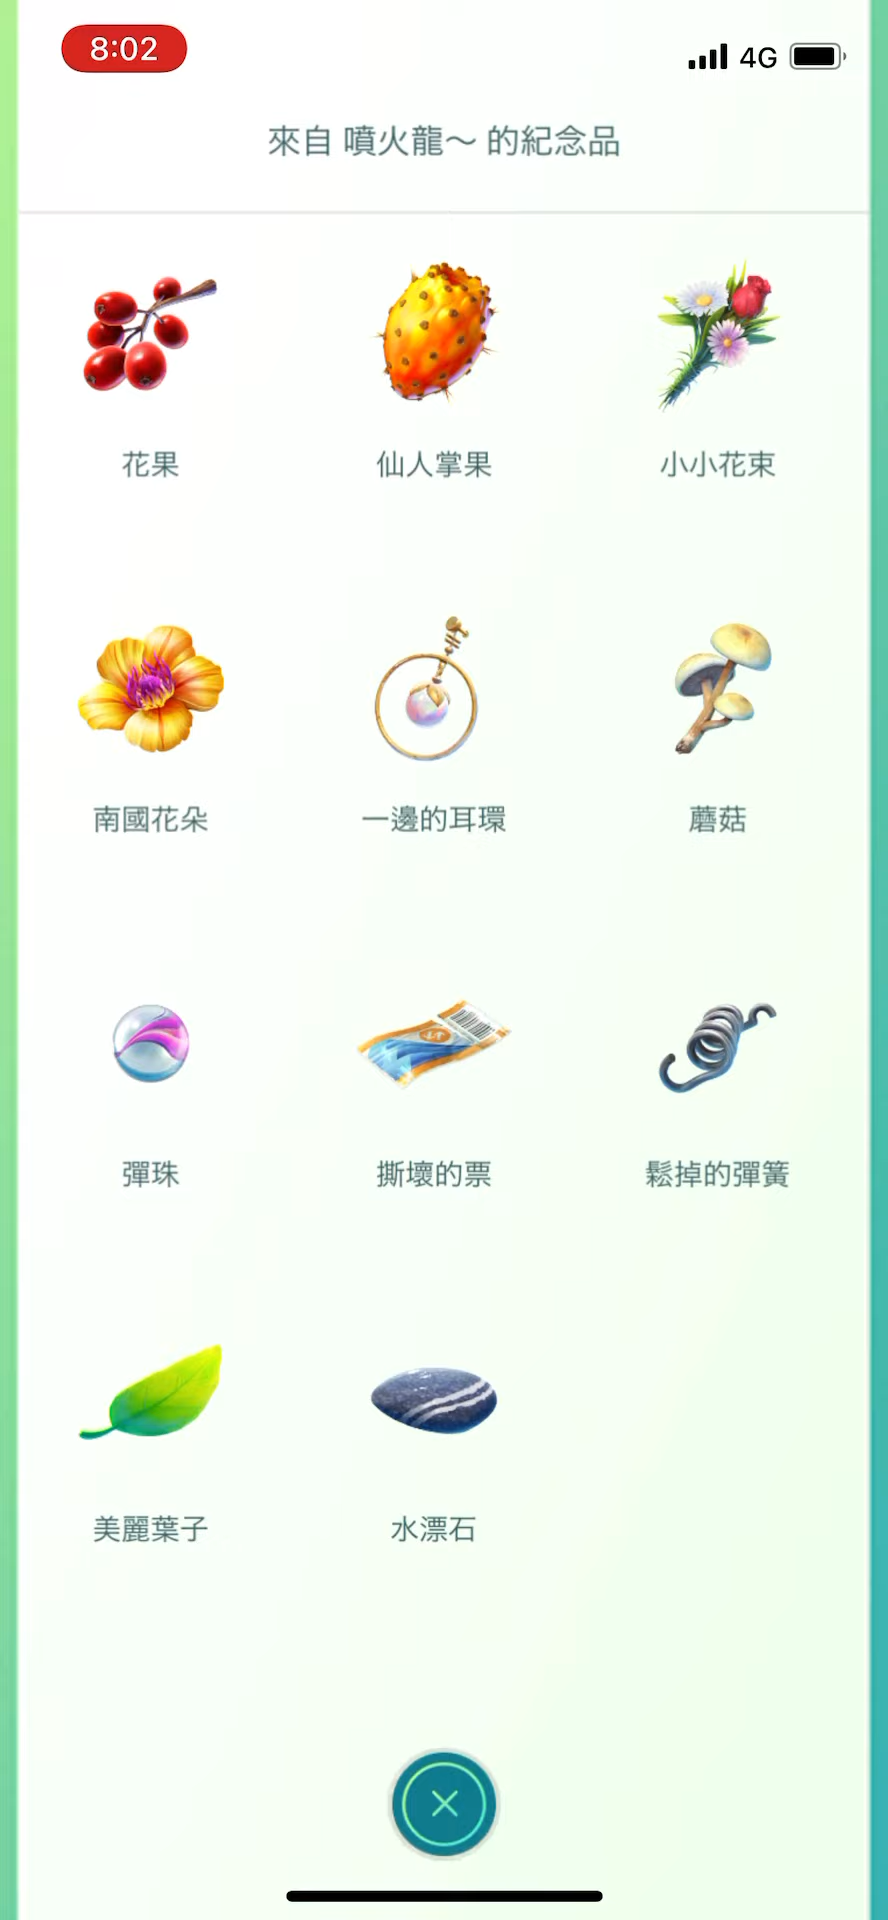 8:02
4G
來自 噴火龍～ 的紀念品
花果
仙人掌果
小小花束
南國花朵
一邊的耳環
蘑菇
彈珠
撕壞的票
鬆掉的彈簧
美麗葉子
水漂石